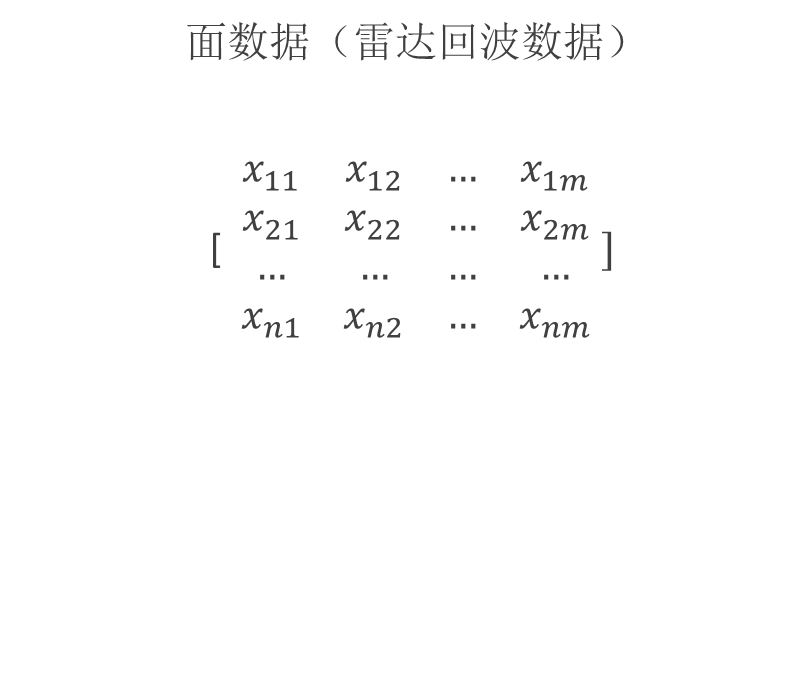 面数据（雷达回波数据）
x₁₁ x₁₂ … x₁ₘ
x₂₁ x₂₂ … x₂ₘ
[ … … … … ]
xₙ₁ xₙ₂ … xₙₘ